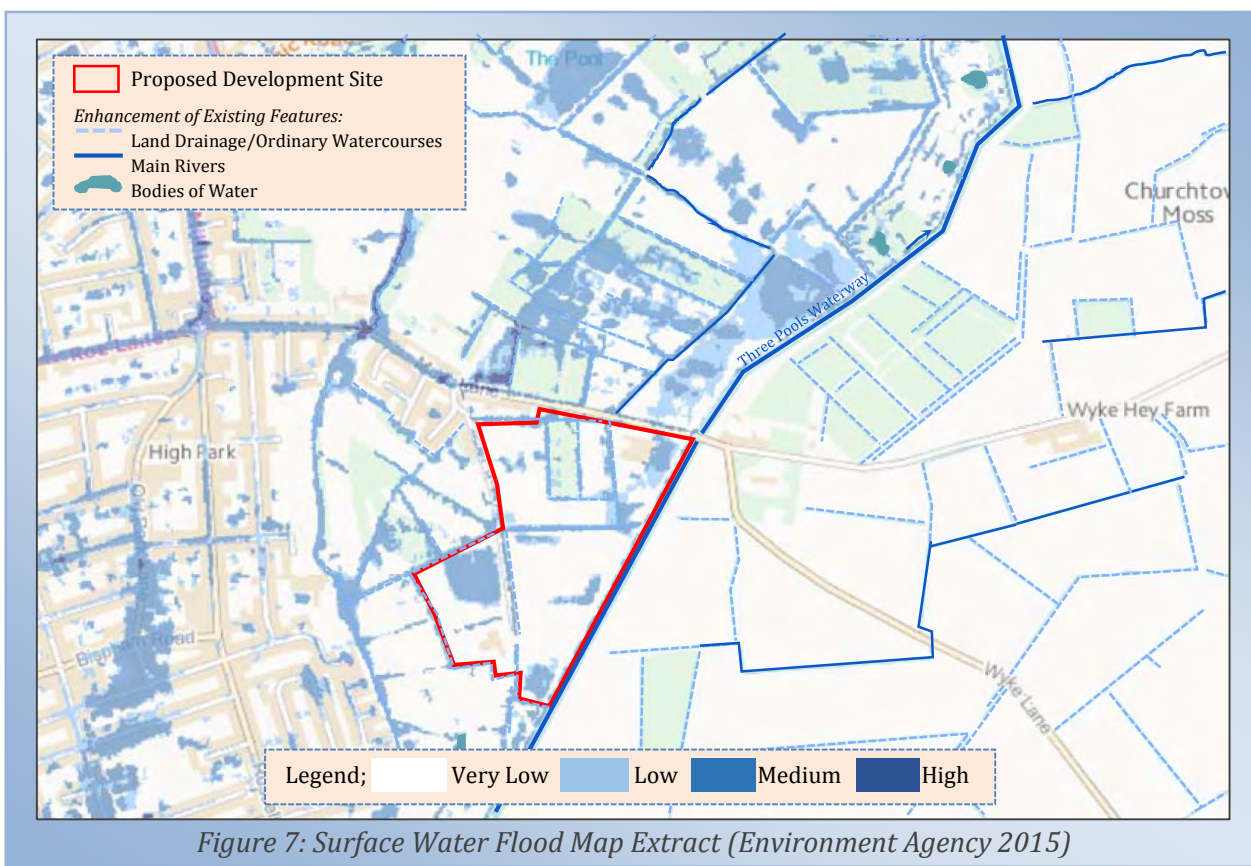 Proposed Development Site
Enhancement of Existing Features:
Land Drainage/Ordinary Watercourses
Main Rivers
Bodies of Water
The Pool
Churchtow
Moss
Three Pools Waterway
Roe Lane
Moss Lane
Wyke Hey Farm
High Park
Bispham Road
Wyke Lane
Legend; Very Low Low Medium High
Figure 7: Surface Water Flood Map Extract (Environment Agency 2015)